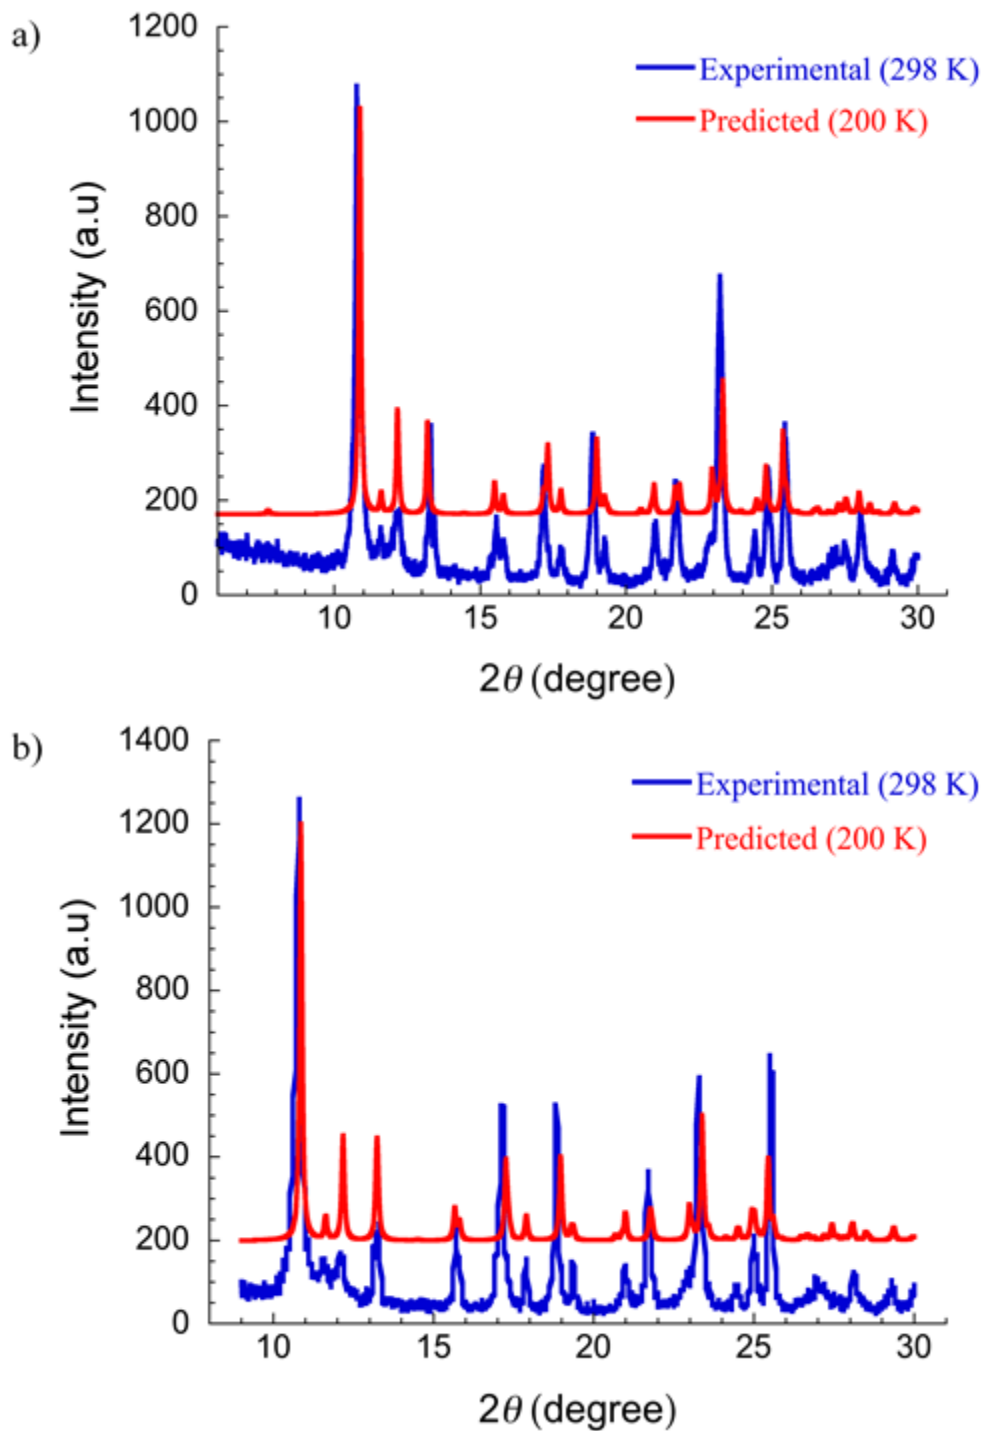 a)
1200
1000
800
600
400
200
0
Intensity (a.u)
Experimental (298 K)
Predicted (200 K)
10 15 20 25 30
2θ (degree)
b)
1400
1200
1000
800
600
400
200
0
Intensity (a.u)
Experimental (298 K)
Predicted (200 K)
10 15 20 25 30
2θ (degree)